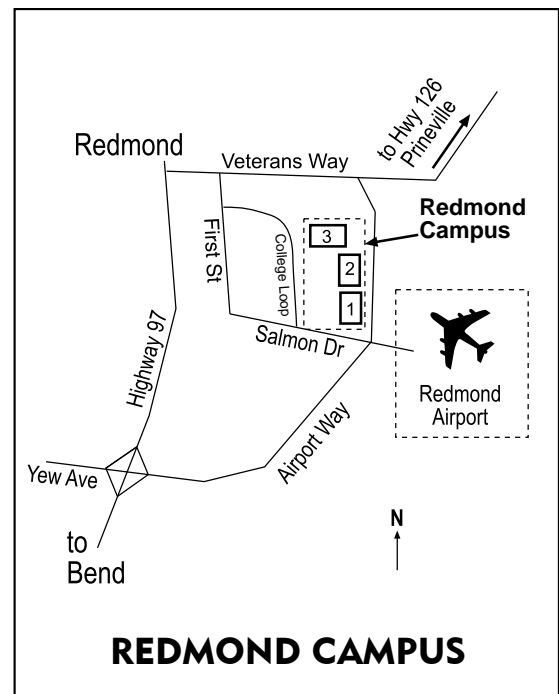 to Hwy 126
Prineville
Redmond
Veterans Way
Redmond
Campus
First St
College Loop
3
2
1
Salmon Dr
Highway 97
Redmond
Airport
Airport Way
Yew Ave
to
Bend
N
REDMOND CAMPUS